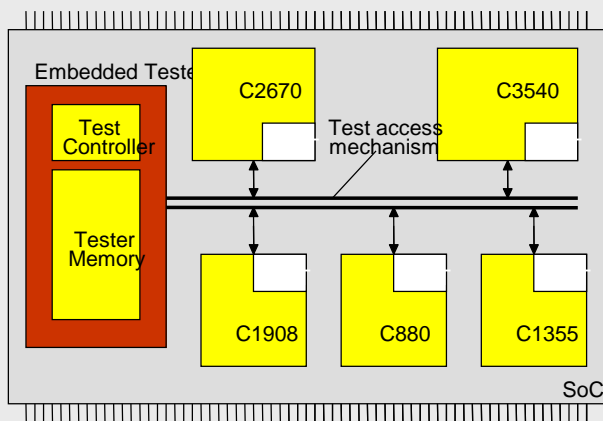 Embedded Teste
C2670
C3540
Test
Controller
Test access
mechanism
Tester
Memory
C1908
C880
C1355
SoC